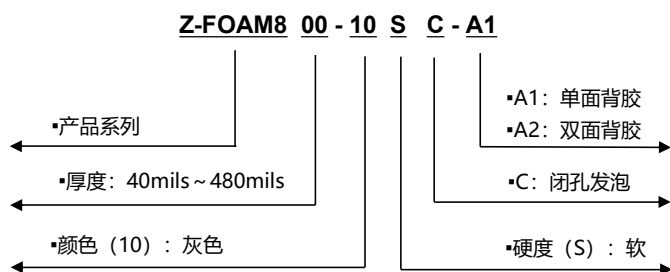 Z-FOAM8 00 - 10 S C - A1
▪A1：单面背胶
▪产品系列
▪A2：双面背胶
▪厚度：40mils～480mils
▪C：闭孔发泡
▪颜色（10）：灰色
▪硬度（S）：软